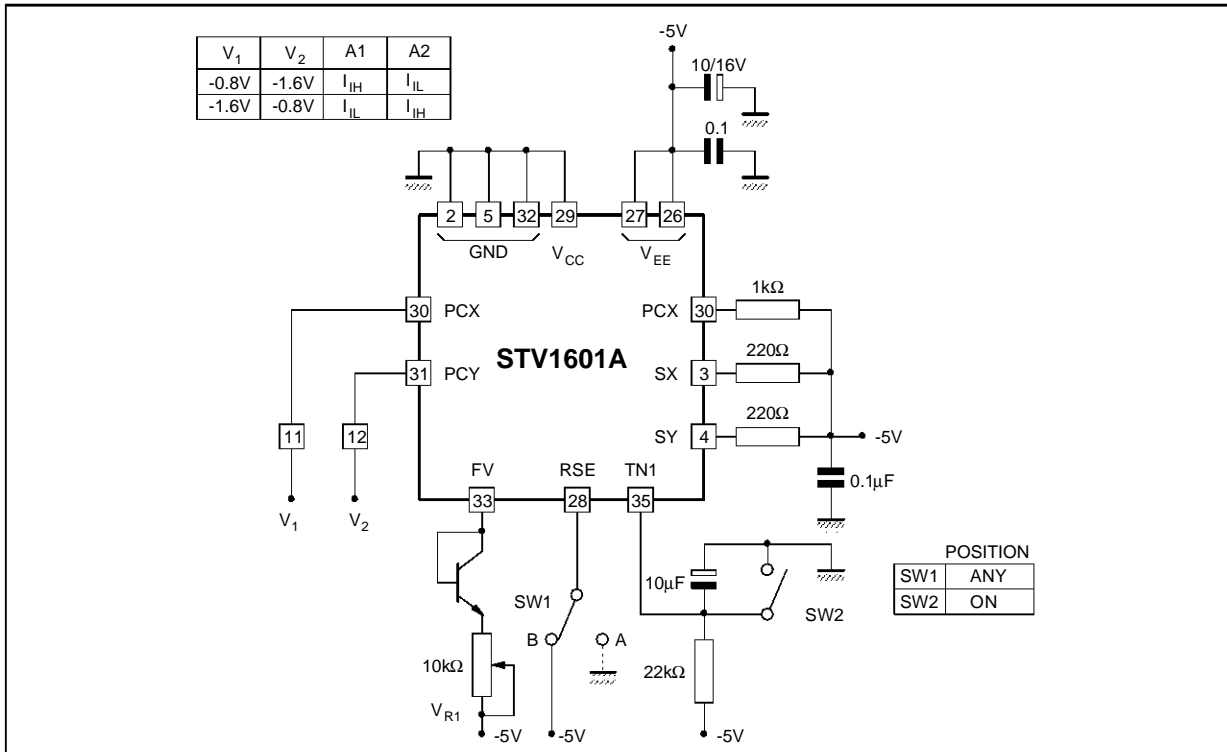 V1 V2 A1 A2
-0.8V -1.6V IIH IIL
-1.6V -0.8V IIL IIH
-5V
10/16V
0.1
2 5 32 29 27 26
GND VCC VEE
30 PCX
PCX 30
1kΩ
STV1601A
31 PCY
SX 3
220Ω
SY 4
220Ω
-5V
11 12
0.1µF
FV RSE TN1
33 28 35
V1 V2
POSITION
SW1 ANY
SW2 ON
10µF
SW1
SW2
B A
10kΩ
22kΩ
VR1
-5V -5V -5V